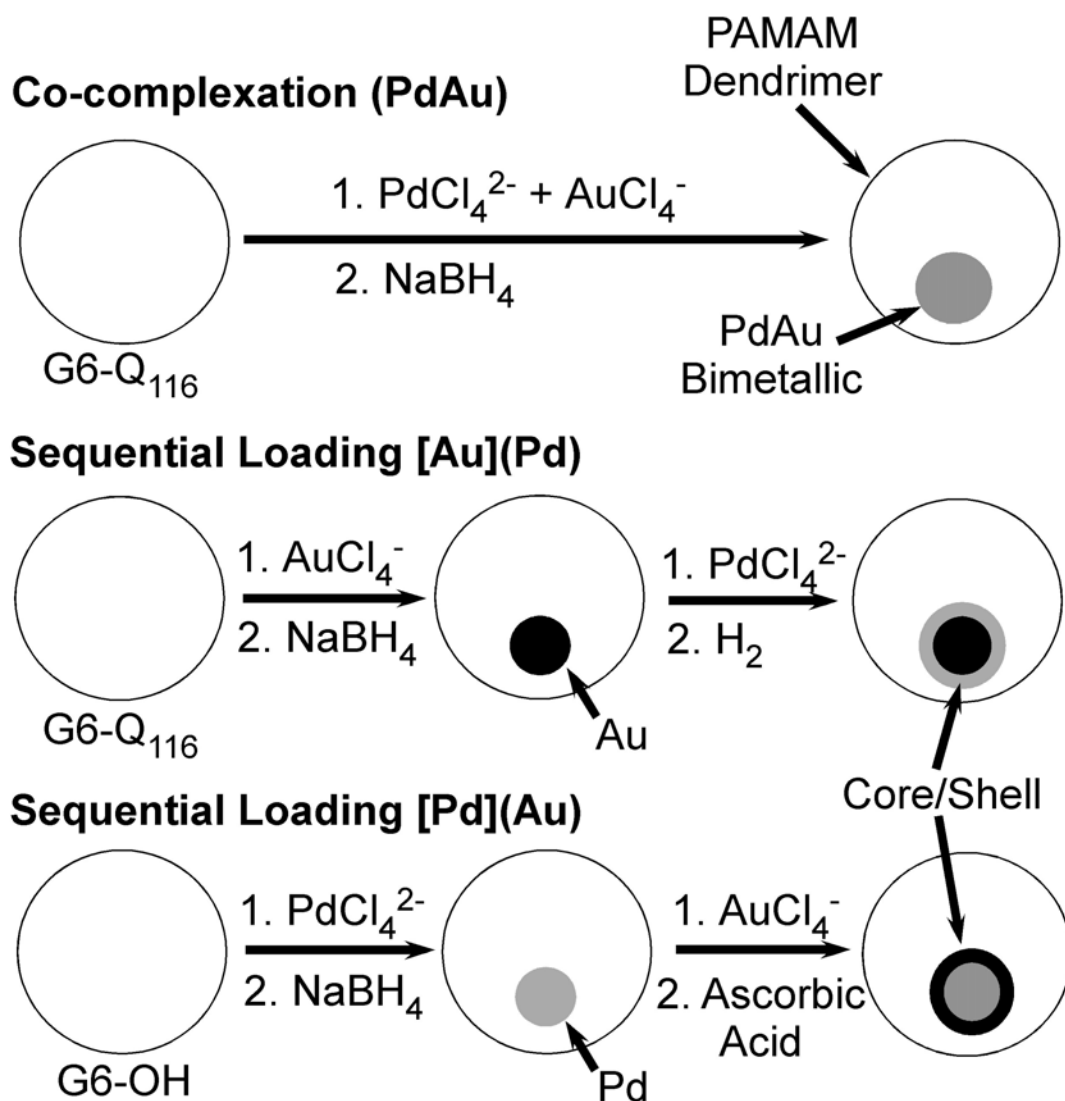 PAMAM
Dendrimer
Co-complexation (PdAu)
1. PdCl₄²⁻ + AuCl₄⁻
2. NaBH₄
G6-Q₁₁₆
PdAu
Bimetallic
Sequential Loading [Au](Pd)
1. AuCl₄⁻
2. NaBH₄
1. PdCl₄²⁻
2. H₂
G6-Q₁₁₆
Au
Core/Shell
Sequential Loading [Pd](Au)
1. PdCl₄²⁻
2. NaBH₄
1. AuCl₄⁻
2. Ascorbic
Acid
G6-OH
Pd